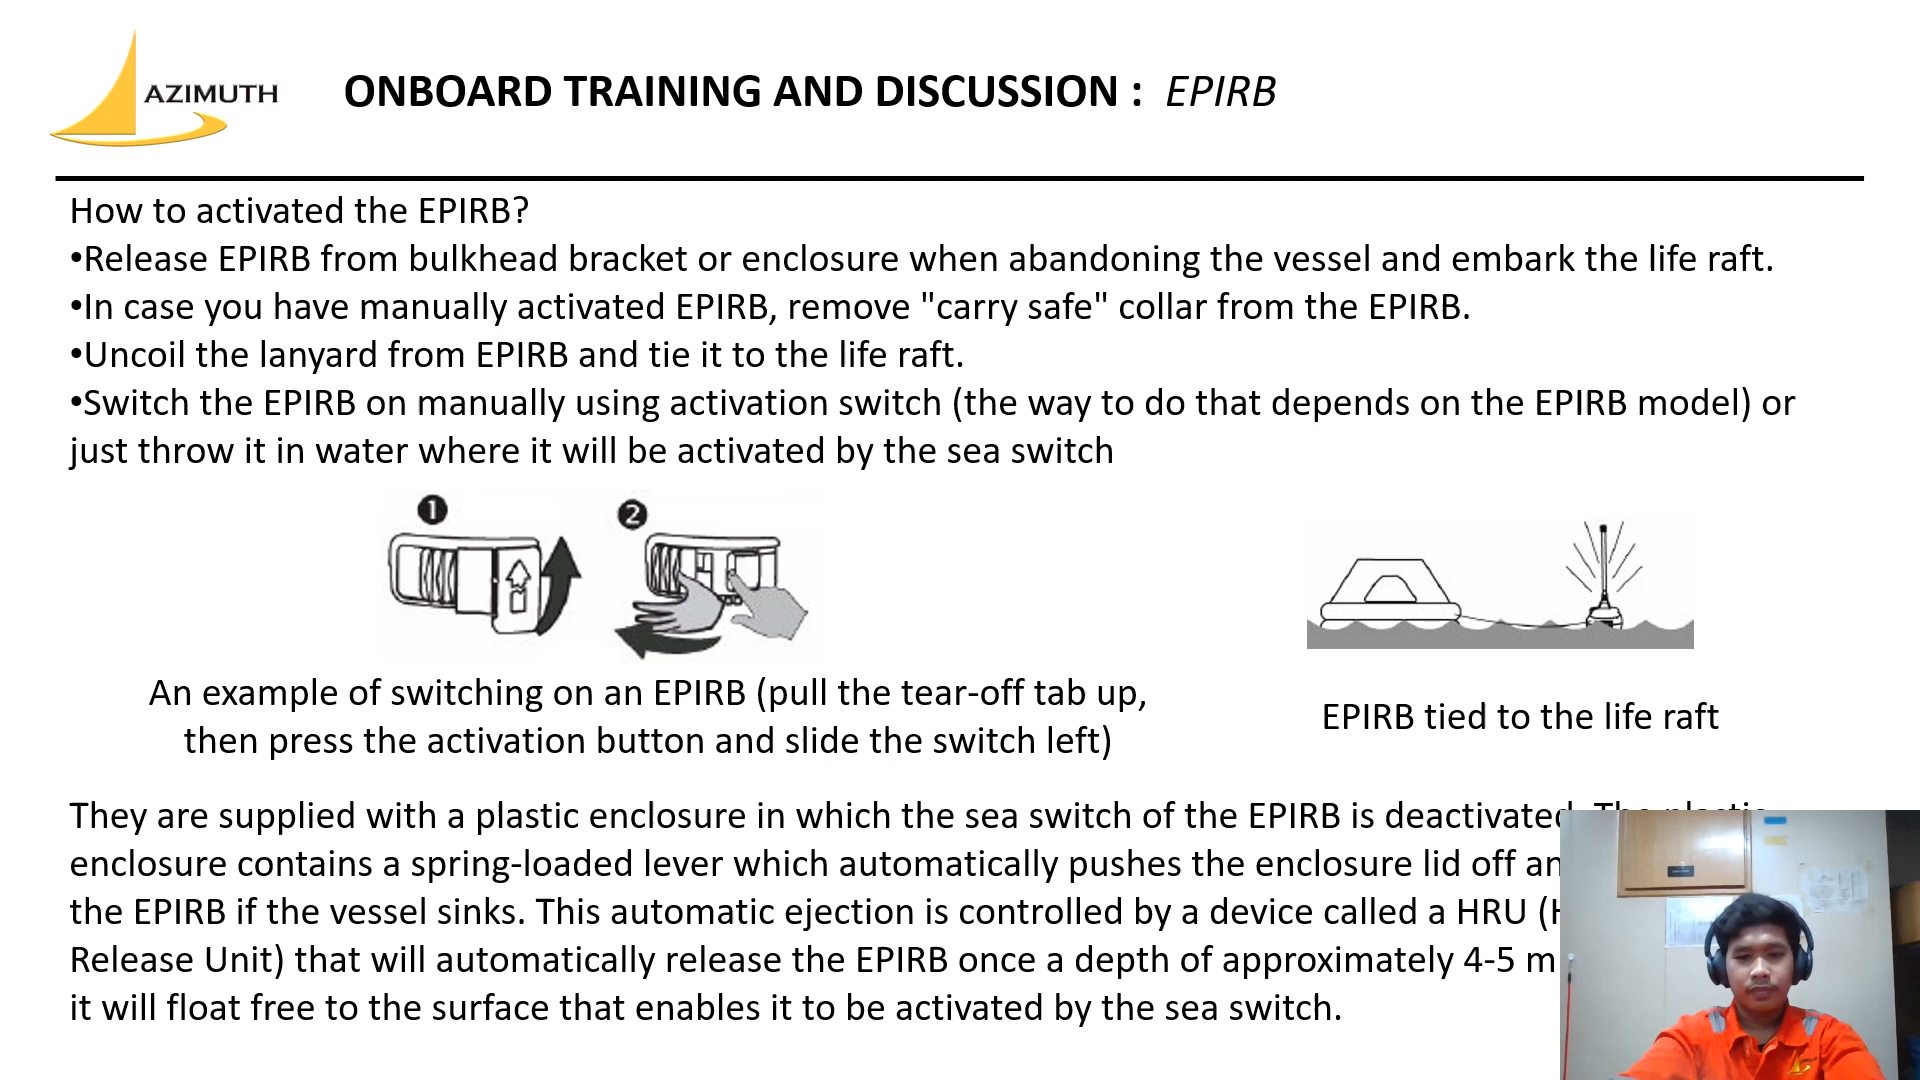 AZIMUTH
ONBOARD TRAINING AND DISCUSSION : EPIRB
How to activated the EPIRB?
•Release EPIRB from bulkhead bracket or enclosure when abandoning the vessel and embark the life raft.
•In case you have manually activated EPIRB, remove "carry safe" collar from the EPIRB.
•Uncoil the lanyard from EPIRB and tie it to the life raft.
•Switch the EPIRB on manually using activation switch (the way to do that depends on the EPIRB model) or
just throw it in water where it will be activated by the sea switch
1
2
An example of switching on an EPIRB (pull the tear-off tab up,
then press the activation button and slide the switch left)
EPIRB tied to the life raft
They are supplied with a plastic enclosure in which the sea switch of the EPIRB is deactivated. The plastic
enclosure contains a spring-loaded lever which automatically pushes the enclosure lid off
the EPIRB if the vessel sinks. This automatic ejection is controlled by a device called a HRU
Release Unit) that will automatically release the EPIRB once a depth of approximately 4-5
it will float free to the surface that enables it to be activated by the sea switch.